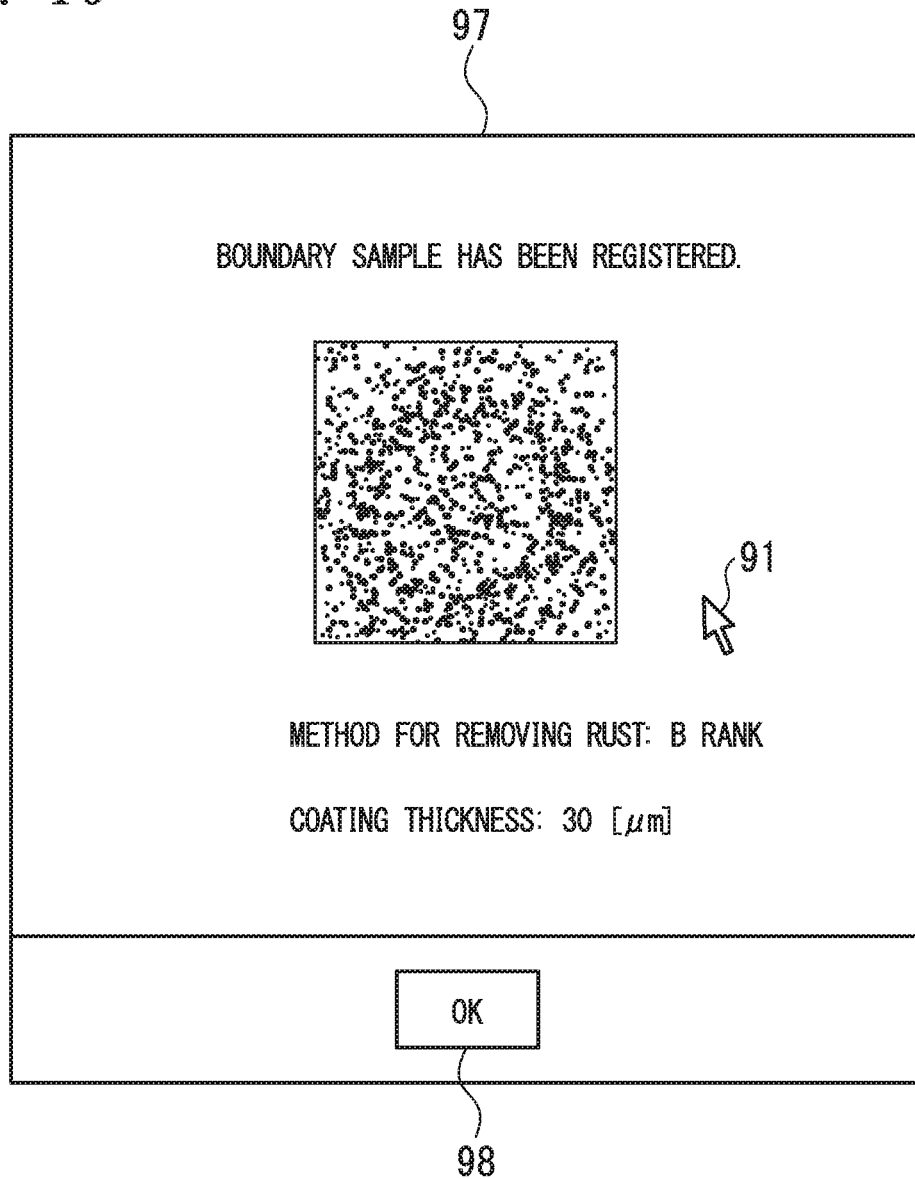 97
BOUNDARY SAMPLE HAS BEEN REGISTERED.
91
METHOD FOR REMOVING RUST: B RANK
COATING THICKNESS: 30 [μm]
OK
98